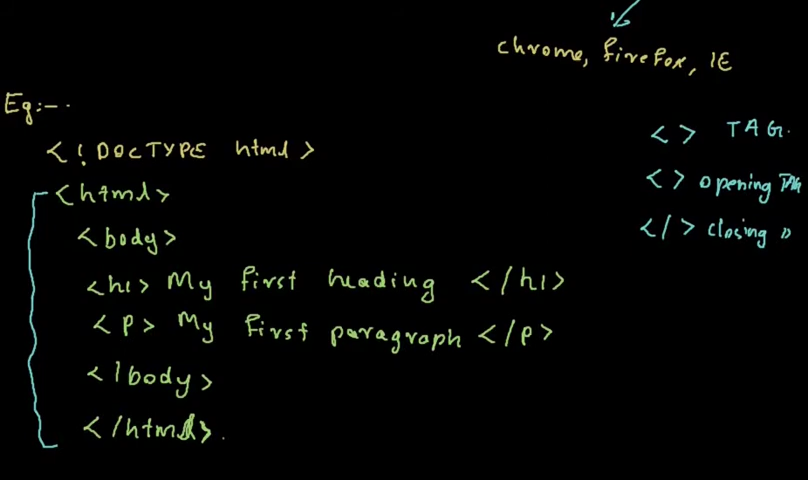 chrome, firefox, IE
Eg:-
<!DOCTYPE html>
<html>
<body>
<h1> My first heading </h1>
<p> My first paragraph </p>
</body>
</html>.
<> TAG.
<> opening TAG
</> closing "